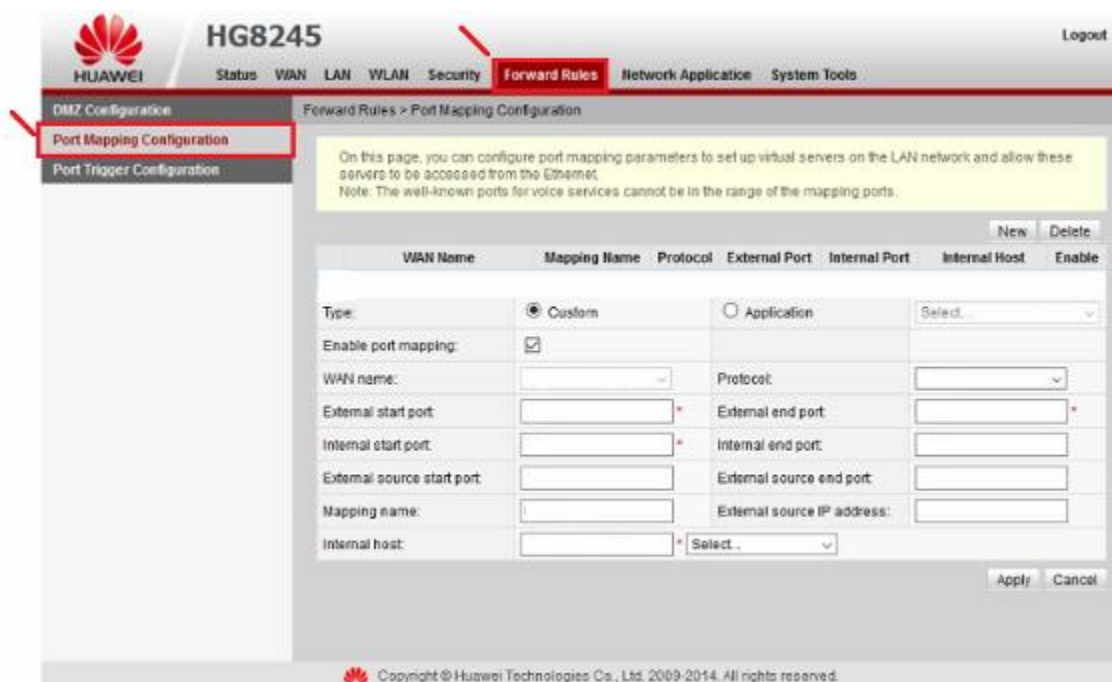 HG8245
Logout
HUAWEI
Status WAN LAN WLAN Security Forward Rules Network Application System Tools
DMZ Configuration
Forward Rules > Port Mapping Configuration
Port Mapping Configuration
Port Trigger Configuration
On this page, you can configure port mapping parameters to set up virtual servers on the LAN network and allow these
servers to be accessed from the Ethernet.
Note: The well-known ports for voice services cannot be in the range of the mapping ports.
New Delete
WAN Name Mapping Name Protocol External Port Internal Port Internal Host Enable
Type: Custom Application Select...
Enable port mapping:
WAN name: Protocol:
External start port: * External end port: *
Internal start port: * Internal end port:
External source start port: External source end port:
Mapping name: External source IP address:
Internal host: * Select...
Apply Cancel
Copyright © Huawei Technologies Co., Ltd. 2009-2014. All rights reserved.